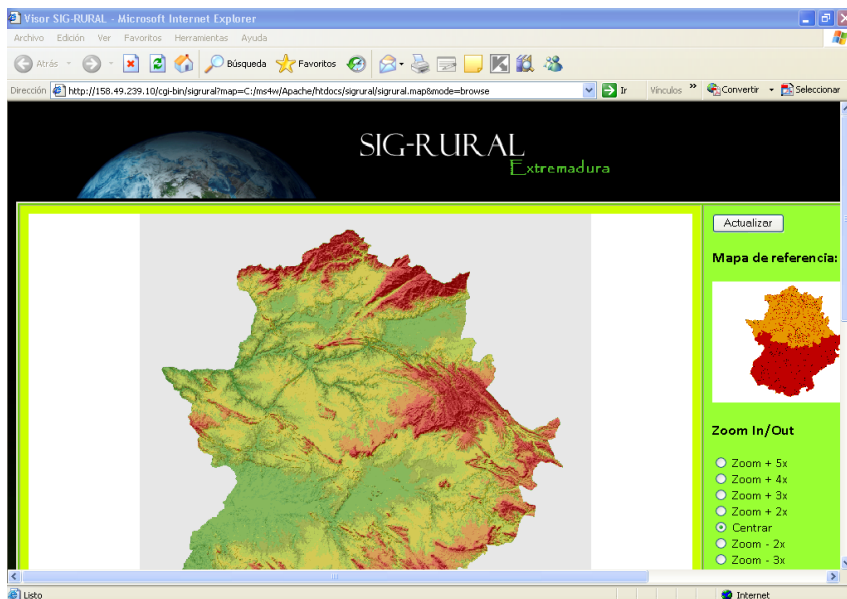 Visor SIG-RURAL - Microsoft Internet Explorer
Archivo Edición Ver Favoritos Herramientas Ayuda
Atrás Búsqueda Favoritos
Dirección http://158.49.239.10/cgi-bin/sigrural?map=C:/ms4w/Apache/htdocs/sigrural/sigrural.map&mode=browse Ir Vínculos » Convertir Seleccionar
SIG-RURAL
Extremadura
Actualizar
Mapa de referencia:
Zoom In/Out
Zoom + 5x
Zoom + 4x
Zoom + 3x
Zoom + 2x
Centrar
Zoom - 2x
Zoom - 3x
Listo Internet